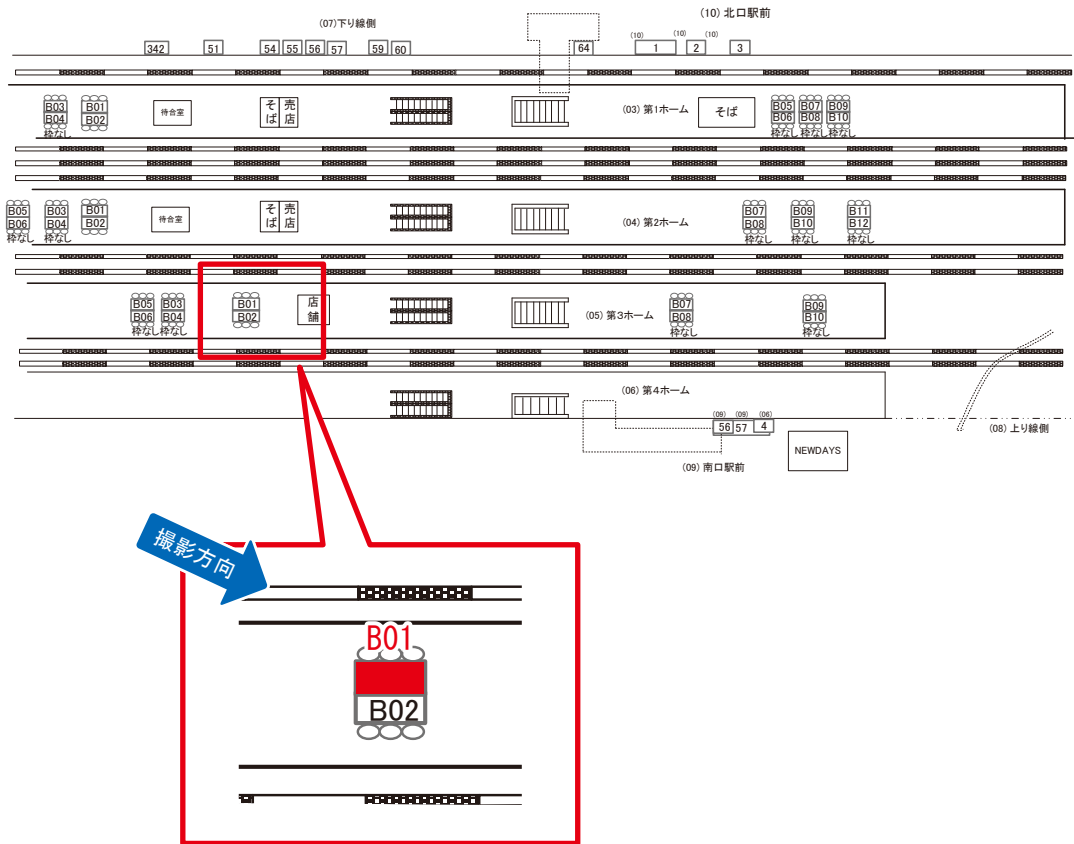 (07)下り線側
(10) 北口駅前
342
51
54
55
56
57
59
60
64
(10)
1
(10)
2
(10)
3
B03
B04
枠なし
B01
B02
待合室
そば
売店
(03) 第1ホーム
そば
B05
B06
枠なし
B07
B08
枠なし
B09
B10
枠なし
B05
B06
枠なし
B03
B04
枠なし
B01
B02
待合室
そば
売店
(04) 第2ホーム
B07
B08
枠なし
B09
B10
枠なし
B11
B12
枠なし
B05
B06
枠なし
B03
B04
枠なし
B01
B02
店舗
(05) 第3ホーム
B07
B08
枠なし
B09
B10
枠なし
(06) 第4ホーム
(09)
56
(09)
57
(06)
4
(08) 上り線側
NEWDAYS
(09) 南口駅前
撮影方向
B01
B02